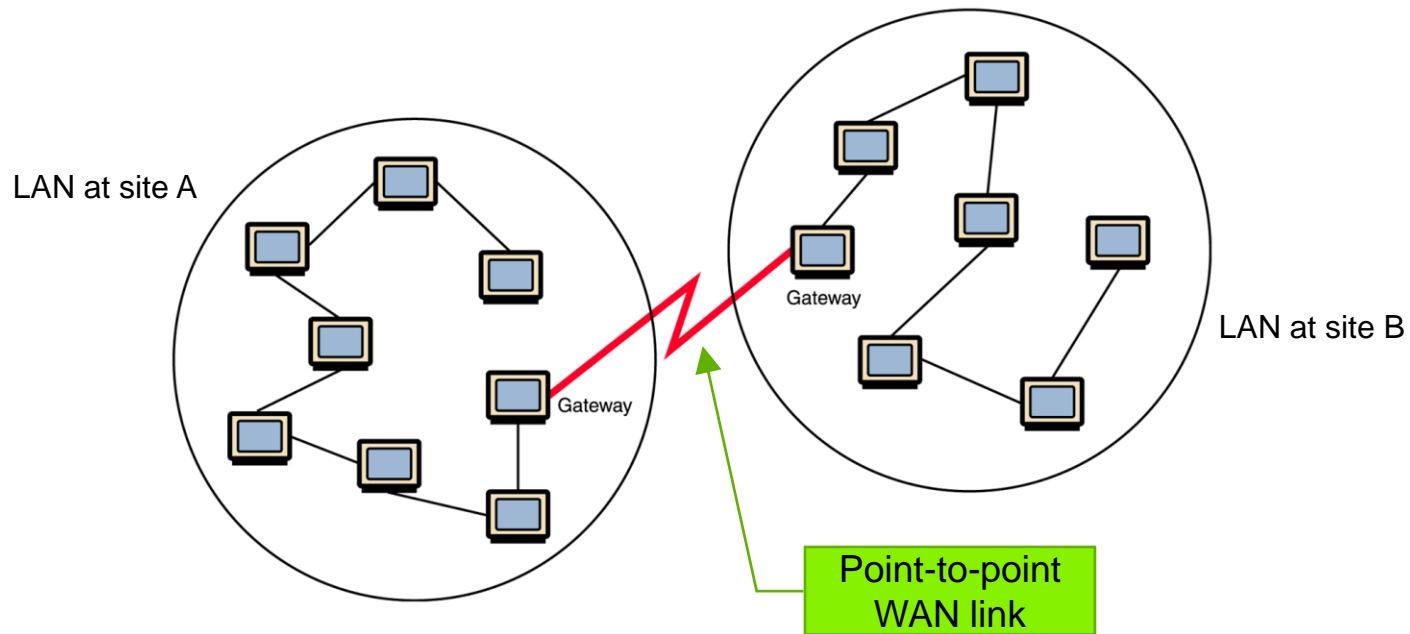 LAN at site A
Gateway
Gateway
LAN at site B
Point-to-point
WAN link